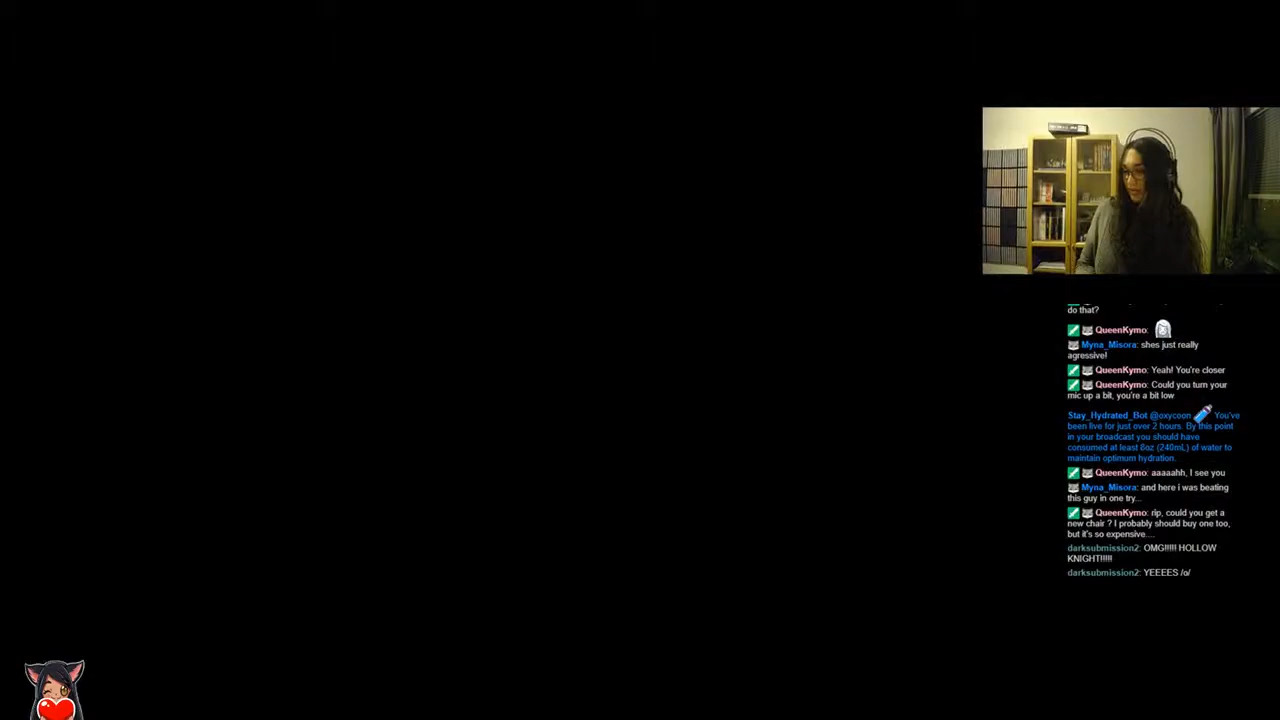 do that?
QueenKymo:
Myna_Misora: shes just really
agressive!
QueenKymo: Yeah! You're closer
QueenKymo: Could you turn your
mic up a bit, you're a bit low
Stay_Hydrated_Bot @oxycoon You've
been live for just over 2 hours. By this point
in your broadcast you should have
consumed at least 8oz (240mL) of water to
maintain optimum hydration.
QueenKymo: aaaaahh, I see you
Myna_Misora: and here i was beating
this guy in one try...
QueenKymo: rip, could you get a
new chair ? I probably should buy one too,
but it's so expensive....
darksubmission2: OMG!!!!! HOLLOW
KNIGHT!!!!!
darksubmission2: YEEEES /o/